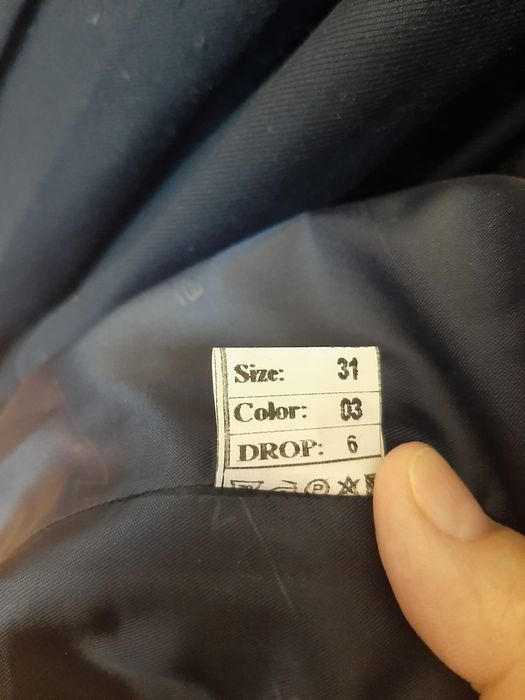 Size: 31
Color: 03
DROP: 6